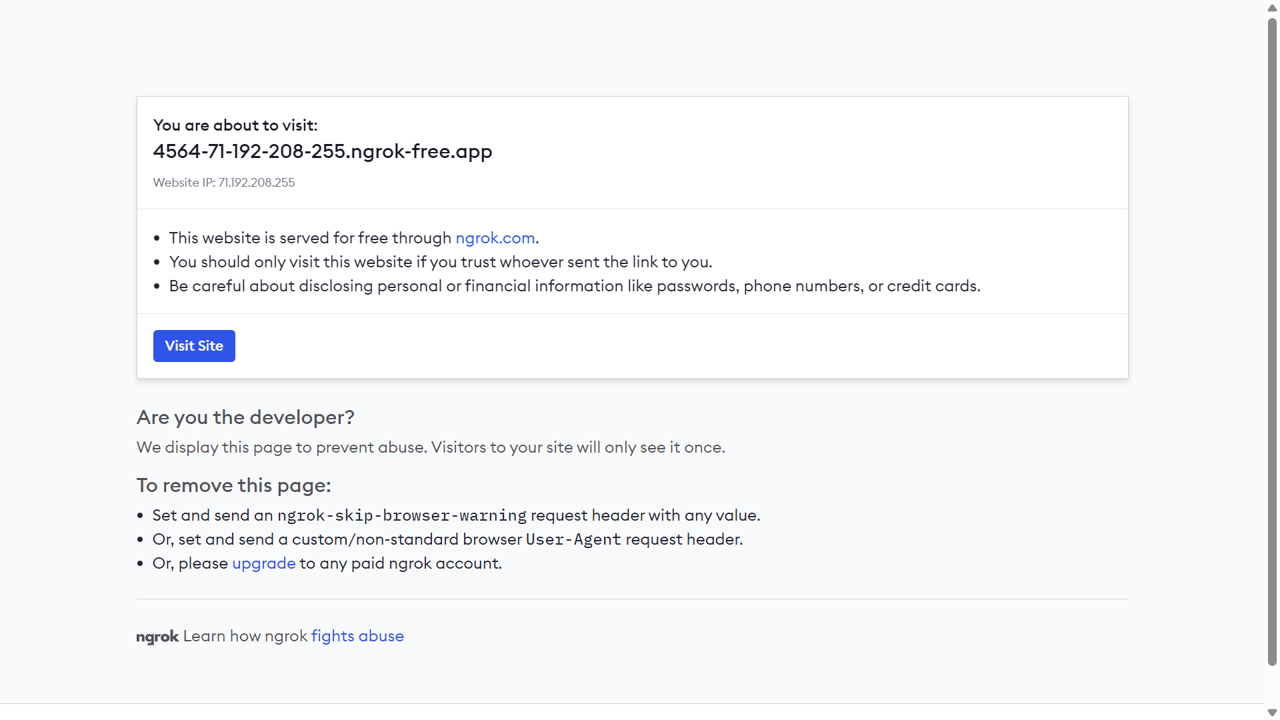 You are about to visit:
4564-71-192-208-255.ngrok-free.app
Website IP: 71.192.208.255
• This website is served for free through ngrok.com.
• You should only visit this website if you trust whoever sent the link to you.
• Be careful about disclosing personal or financial information like passwords, phone numbers, or credit cards.
Visit Site
Are you the developer?
We display this page to prevent abuse. Visitors to your site will only see it once.
To remove this page:
• Set and send an ngrok-skip-browser-warning request header with any value.
• Or, set and send a custom/non-standard browser User-Agent request header.
• Or, please upgrade to any paid ngrok account.
ngrok Learn how ngrok fights abuse